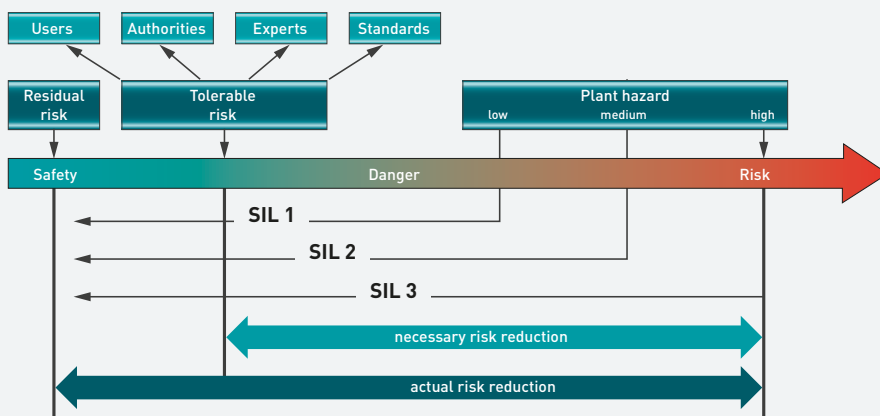 Users
Authorities
Experts
Standards
Residual
risk
Tolerable
risk
Plant hazard
low
medium
high
Safety
Danger
Risk
SIL 1
SIL 2
SIL 3
necessary risk reduction
actual risk reduction